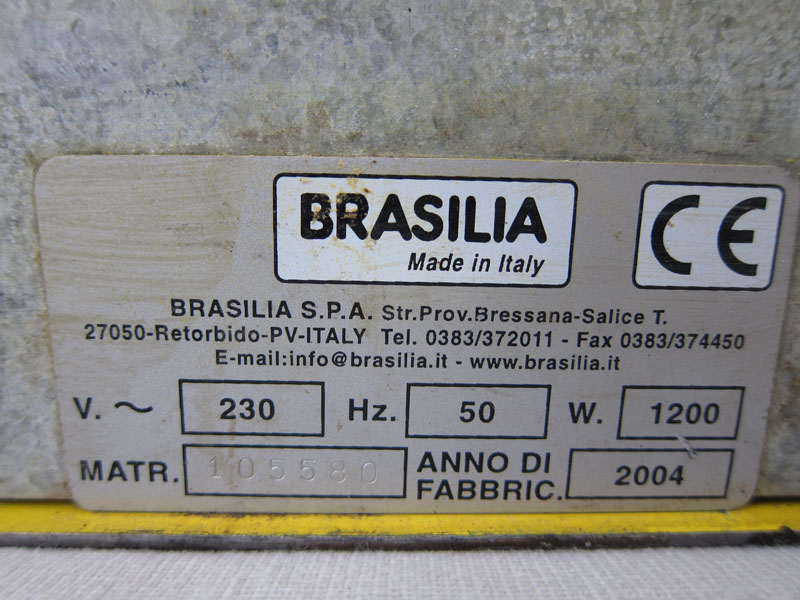 BRASILIA
Made in Italy
CE
BRASILIA S.P.A. Str.Prov.Bressana-Salice T.
27050-Retorbido-PV-ITALY Tel. 0383/372011 - Fax 0383/374450
E-mail:info@brasilia.it - www.brasilia.it
V. ~ 230 Hz. 50 W. 1200
MATR. 105580 ANNO DI FABBRIC. 2004